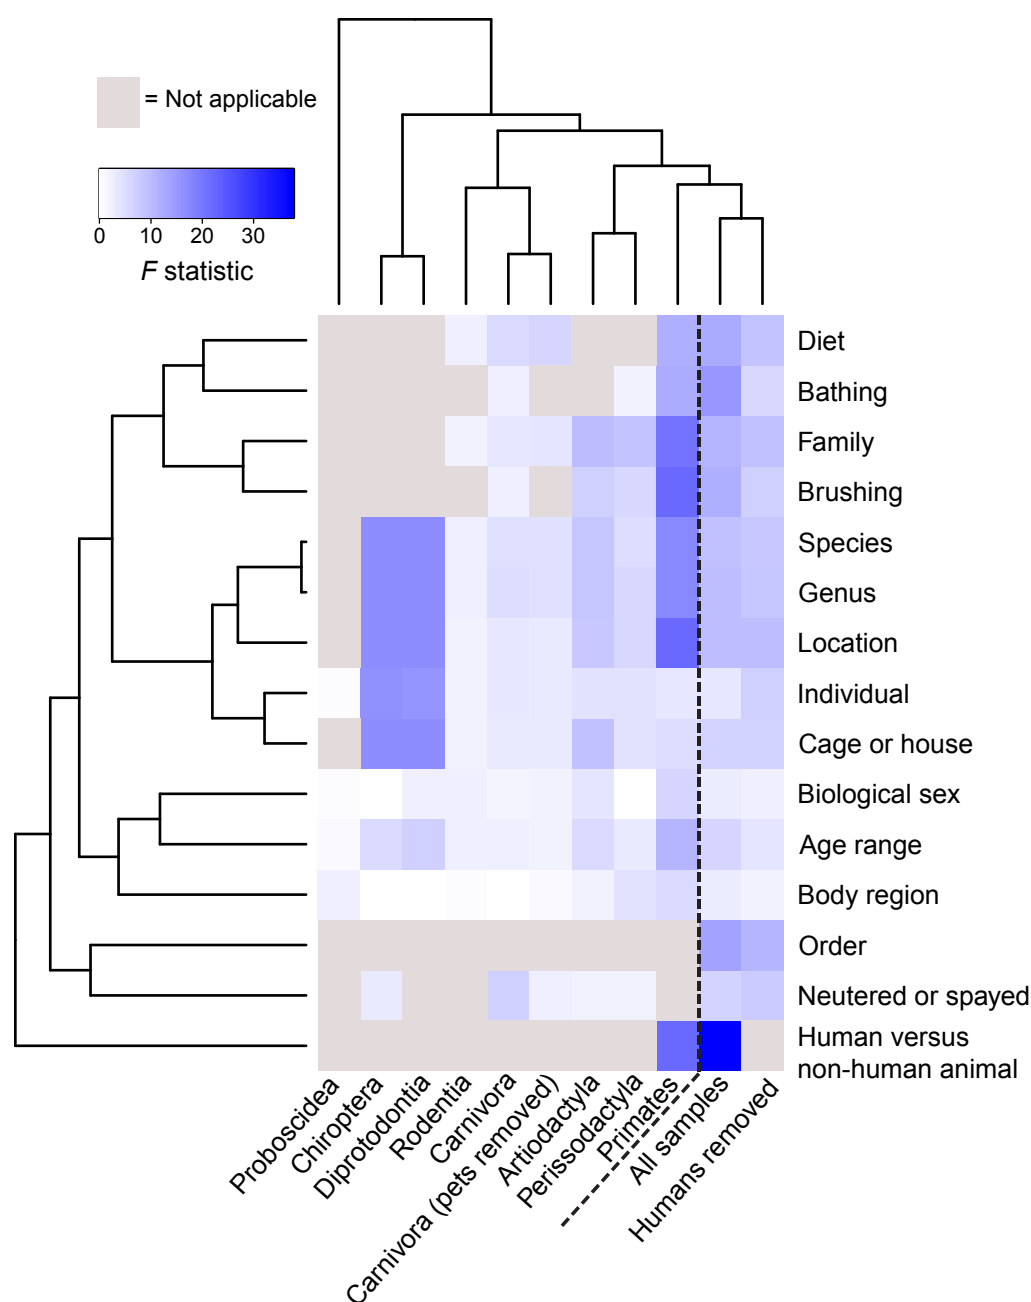 = Not applicable
0 10 20 30
F statistic
Diet
Bathing
Family
Brushing
Species
Genus
Location
Individual
Cage or house
Biological sex
Age range
Body region
Order
Neutered or spayed
Human versus
non-human animal
Proboscidea
Chiroptera
Diprotodontia
Rodentia
Carnivora
Carnivora (pets removed)
Artiodactyla
Perissodactyla
Primates
All samples
Humans removed